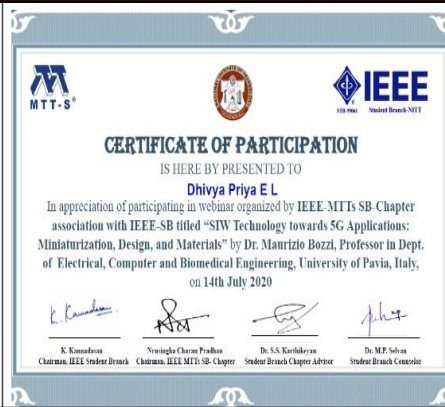 MTT-S®
IEEE
STB 09061 Student Branch-NITT
CERTIFICATE OF PARTICIPATION
IS HERE BY PRESENTED TO
Dhivya Priya E L
In appreciation of participating in webinar organized by IEEE-MTTs SB-Chapter
association with IEEE-SB titled “SIW Technology towards 5G Applications:
Miniaturization, Design, and Materials” by Dr. Maurizio Bozzi, Professor in Dept.
of Electrical, Computer and Biomedical Engineering, University of Pavia, Italy,
on 14th July 2020
K. Kannadasan
K. Kannadasan Nrusingha Charan Pradhan Dr. S.S. Karthikeyan Dr. M.P. Selvan
Chairman, IEEE Student Branch Chairman, IEEE MTTs SB- Chapter Student Branch Chapter Advisor Student Branch Counselor